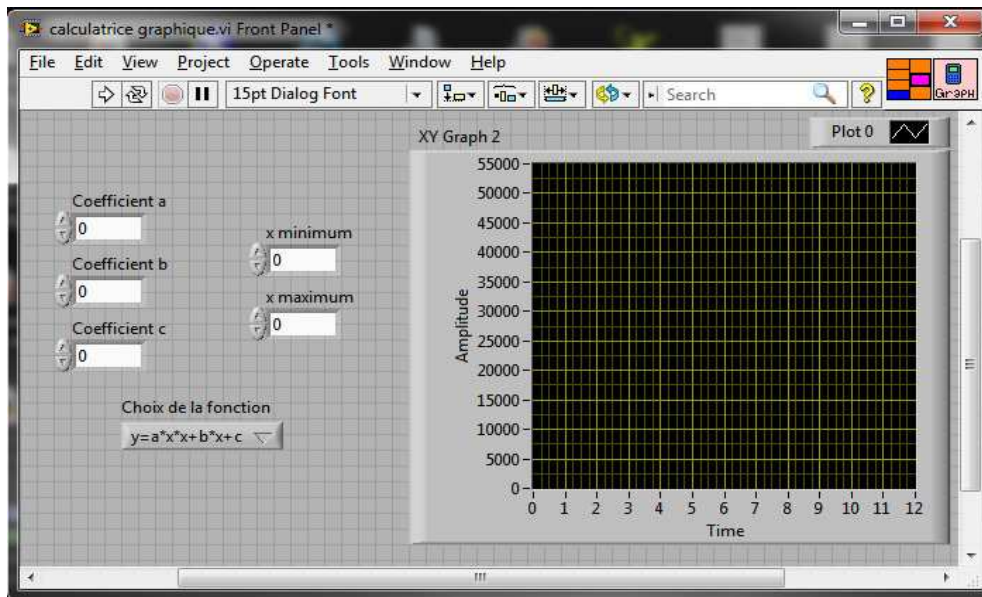 calculatrice graphique.vi Front Panel *
File Edit View Project Operate Tools Window Help
15pt Dialog Font
Search
GraPH
XY Graph 2
Plot 0
Coefficient a
0
Coefficient b
0
Coefficient c
0
x minimum
0
x maximum
0
Choix de la fonction
y=a*x*x+b*x+c
Amplitude
55000
50000
45000
40000
35000
30000
25000
20000
15000
10000
5000
0
0 1 2 3 4 5 6 7 8 9 10 11 12
Time